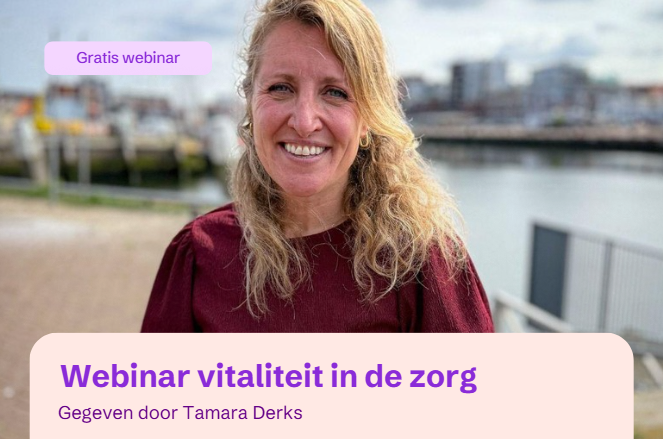 Gratis webinar
Webinar vitaliteit in de zorg
Gegeven door Tamara Derks